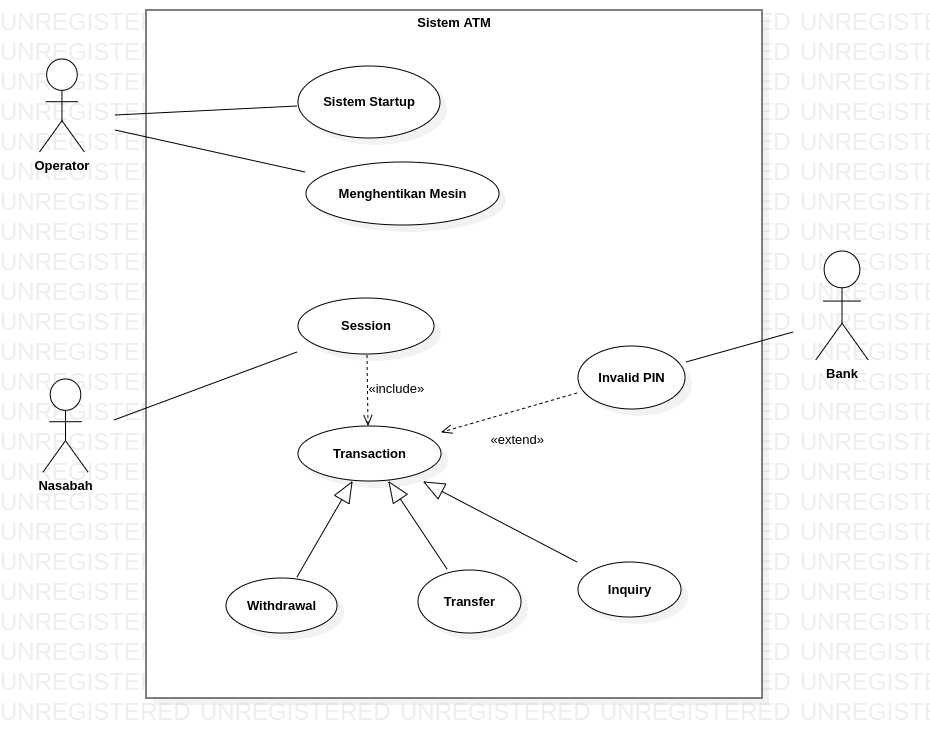 Sistem ATM
Operator
Sistem Startup
Menghentikan Mesin
Session
«include»
Nasabah
Transaction
Invalid PIN
«extend»
Bank
Withdrawal
Transfer
Inquiry
UNREGISTERED UNREGISTERED UNREGISTERED UNREGISTERED UNREGISTE